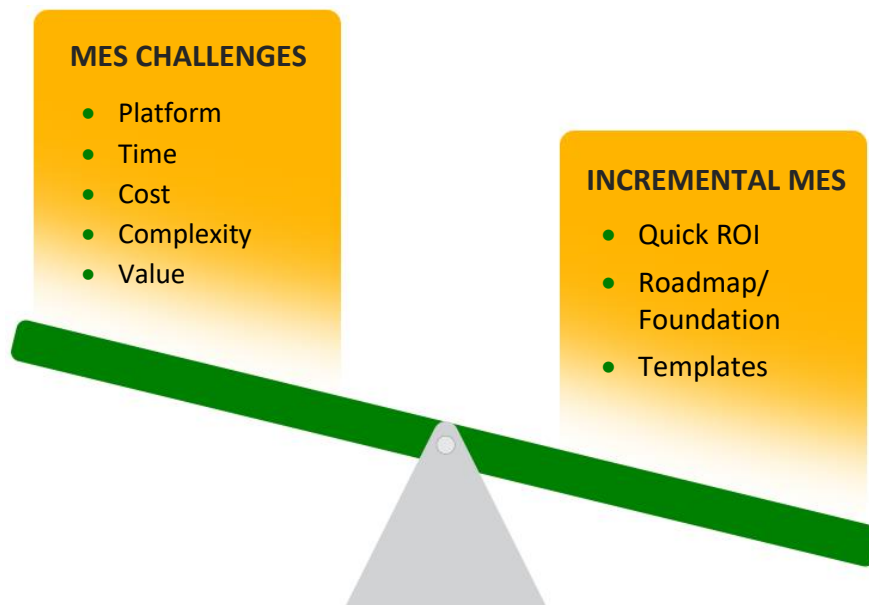 MES CHALLENGES
• Platform
• Time
• Cost
• Complexity
• Value
INCREMENTAL MES
• Quick ROI
• Roadmap/
Foundation
• Templates